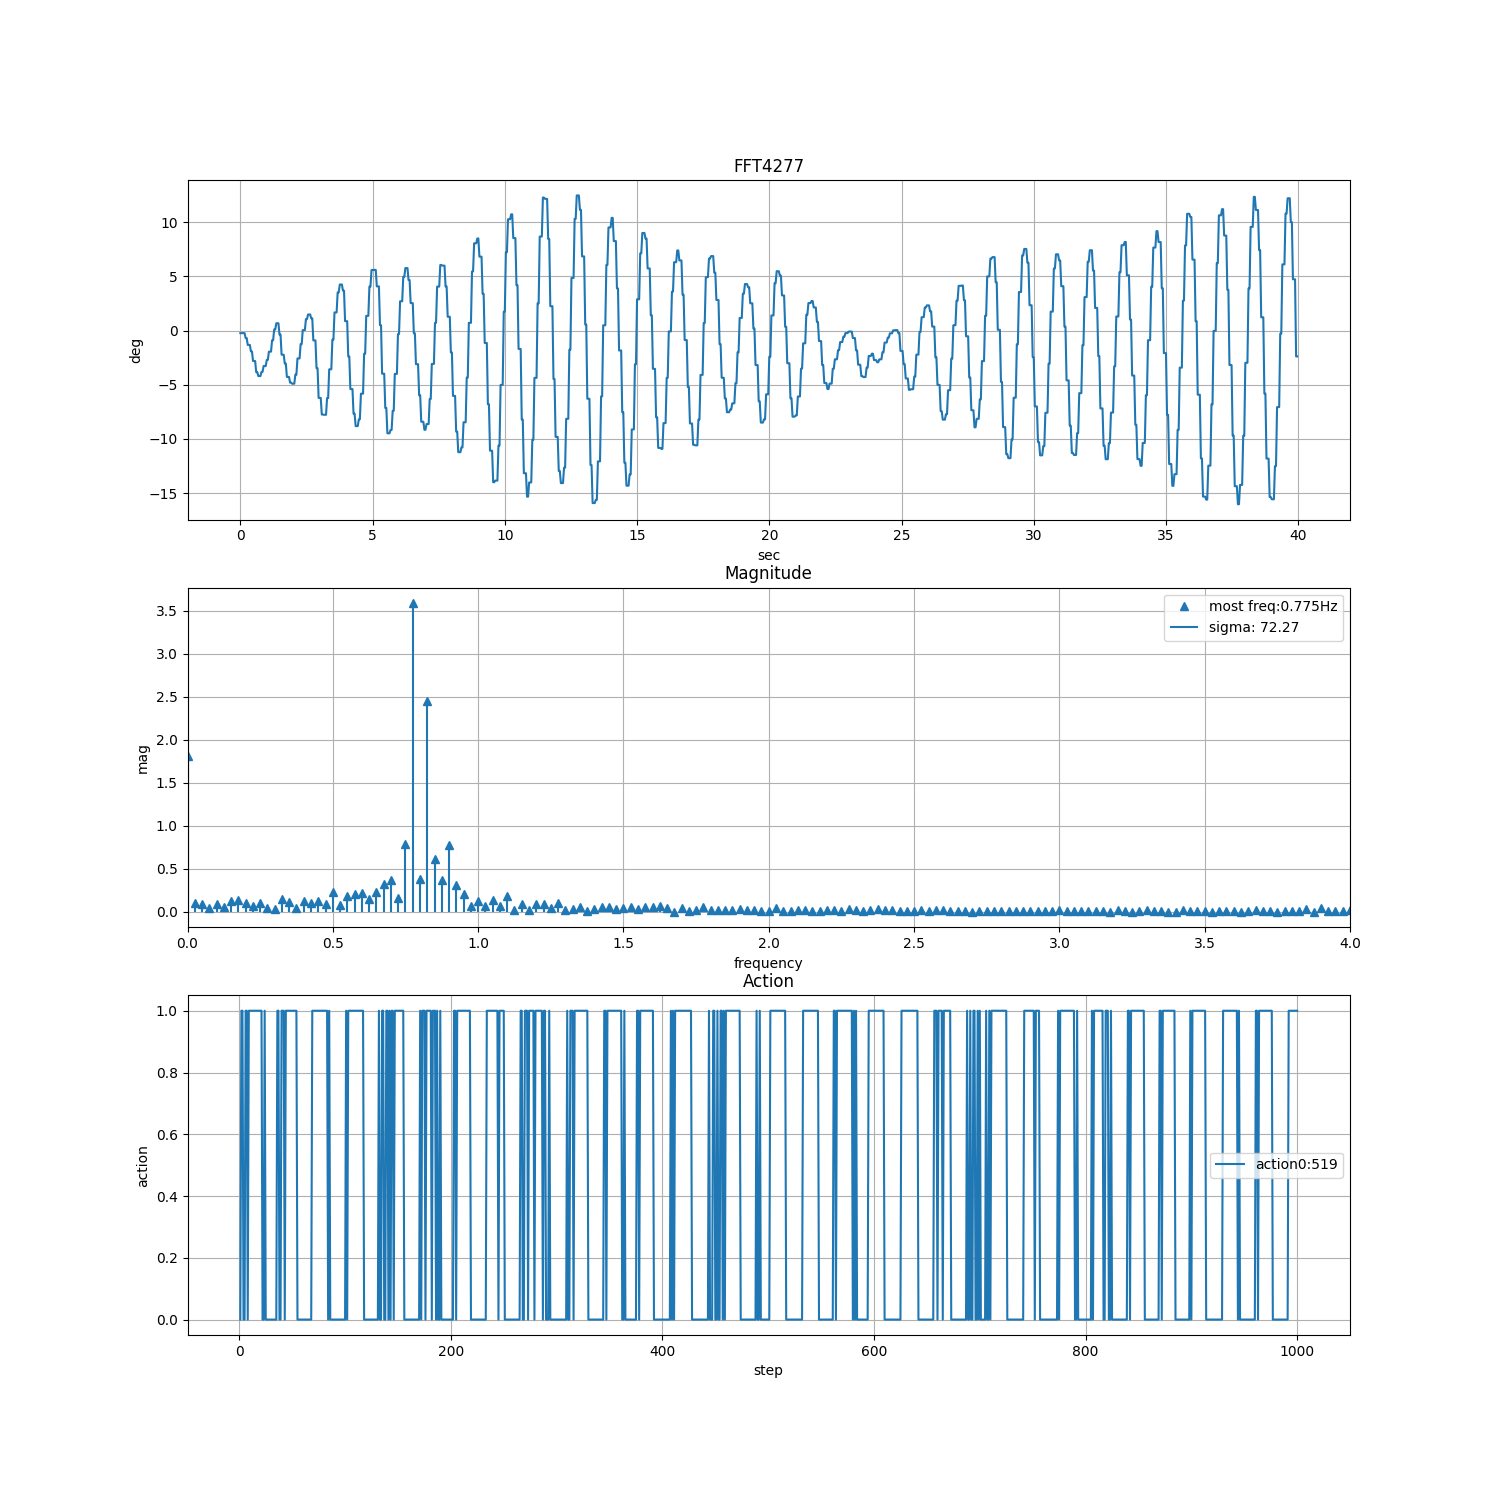 FFT4277
10
5
0
−5
−10
−15
deg
0 5 10 15 20 25 30 35 40
sec
Magnitude
3.5
3.0
2.5
2.0
1.5
1.0
0.5
0.0
mag
most freq:0.775Hz
sigma: 72.27
0.0 0.5 1.0 1.5 2.0 2.5 3.0 3.5 4.0
frequency
Action
1.0
0.8
0.6
0.4
0.2
0.0
action
action0:519
0 200 400 600 800 1000
step